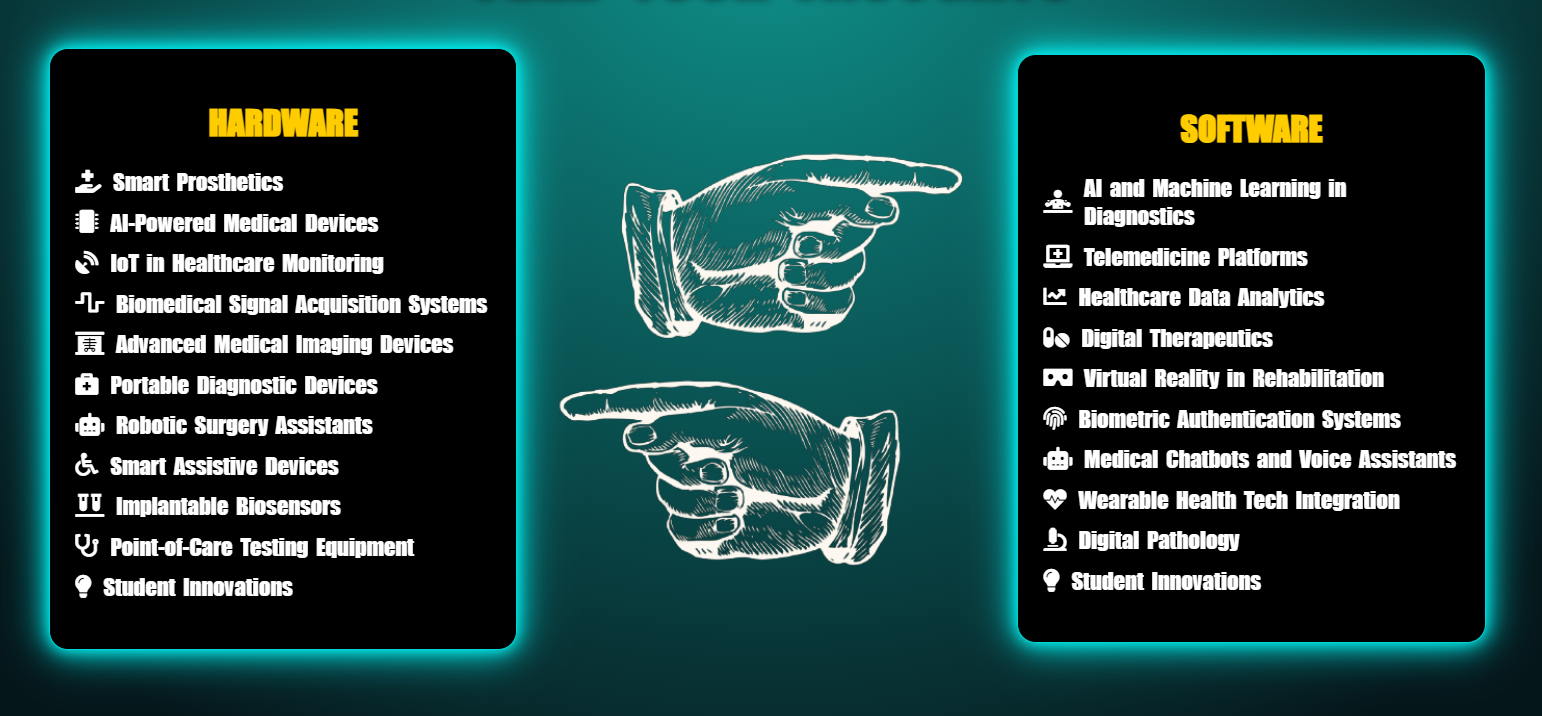 HARDWARE
Smart Prosthetics
AI-Powered Medical Devices
IoT in Healthcare Monitoring
Biomedical Signal Acquisition Systems
Advanced Medical Imaging Devices
Portable Diagnostic Devices
Robotic Surgery Assistants
Smart Assistive Devices
Implantable Biosensors
Point-of-Care Testing Equipment
Student Innovations
SOFTWARE
AI and Machine Learning in
Diagnostics
Telemedicine Platforms
Healthcare Data Analytics
Digital Therapeutics
Virtual Reality in Rehabilitation
Biometric Authentication Systems
Medical Chatbots and Voice Assistants
Wearable Health Tech Integration
Digital Pathology
Student Innovations